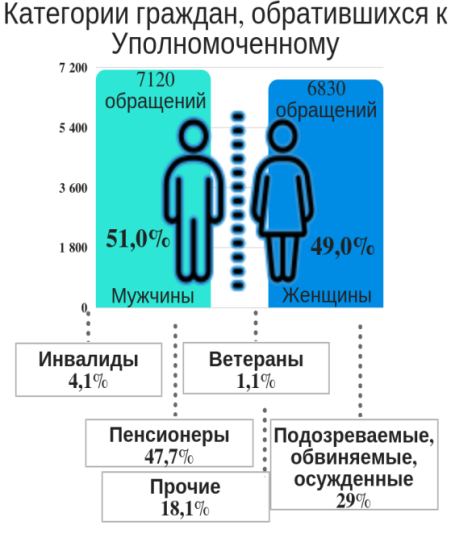 Категории граждан, обратившихся к
Уполномоченному
7 200
5 400
3 600
1 800
0
7120
обращений
51,0%
Мужчины
6830
обращений
49,0%
Женщины
Инвалиды
4,1%
Ветераны
1,1%
Пенсионеры
47,7%
Прочие
18,1%
Подозреваемые,
обвиняемые,
осужденные
29%